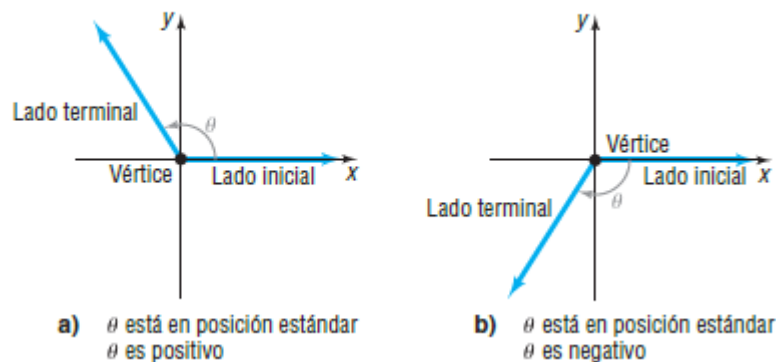 y
Lado terminal
θ
Vértice
Lado inicial
x
a) θ está en posición estándar
θ es positivo
y
Vértice
Lado inicial
x
Lado terminal
θ
b) θ está en posición estándar
θ es negativo